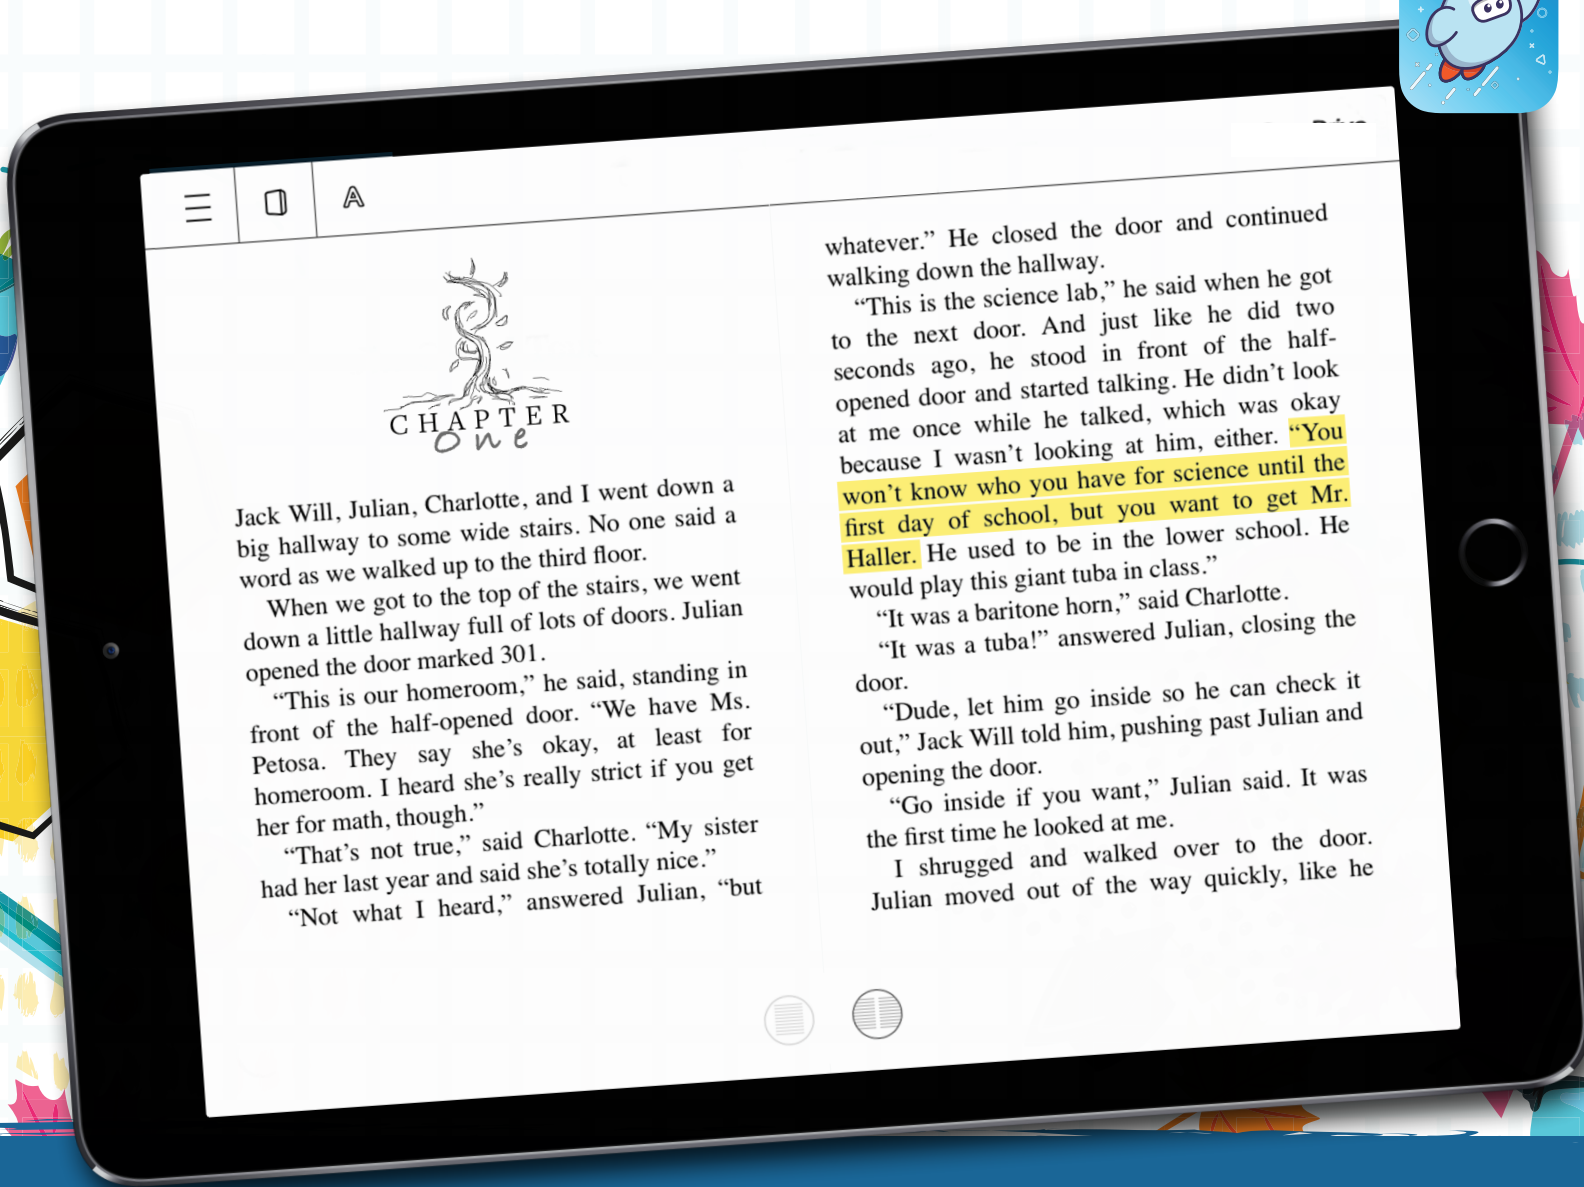 A
CHAPTER
one
Jack Will, Julian, Charlotte, and I went down a
big hallway to some wide stairs. No one said a
word as we walked up to the third floor.
When we got to the top of the stairs, we went
down a little hallway full of lots of doors. Julian
opened the door marked 301.
“This is our homeroom,” he said, standing in
front of the half-opened door. “We have Ms.
Petosa. They say she’s okay, at least for
homeroom. I heard she’s really strict if you get
her for math, though.”
“That’s not true,” said Charlotte. “My sister
had her last year and said she’s totally nice.”
“Not what I heard,” answered Julian, “but
whatever.” He closed the door and continued
walking down the hallway.
“This is the science lab,” he said when he got
to the next door. And just like he did two
seconds ago, he stood in front of the half-
opened door and started talking. He didn’t look
at me once while he talked, which was okay
because I wasn’t looking at him, either. “You
won’t know who you have for science until the
first day of school, but you want to get Mr.
Haller. He used to be in the lower school. He
would play this giant tuba in class.”
“It was a baritone horn,” said Charlotte.
“It was a tuba!” answered Julian, closing the
door.
“Dude, let him go inside so he can check it
out,” Jack Will told him, pushing past Julian and
opening the door.
“Go inside if you want,” Julian said. It was
the first time he looked at me.
I shrugged and walked over to the door.
Julian moved out of the way quickly, like he